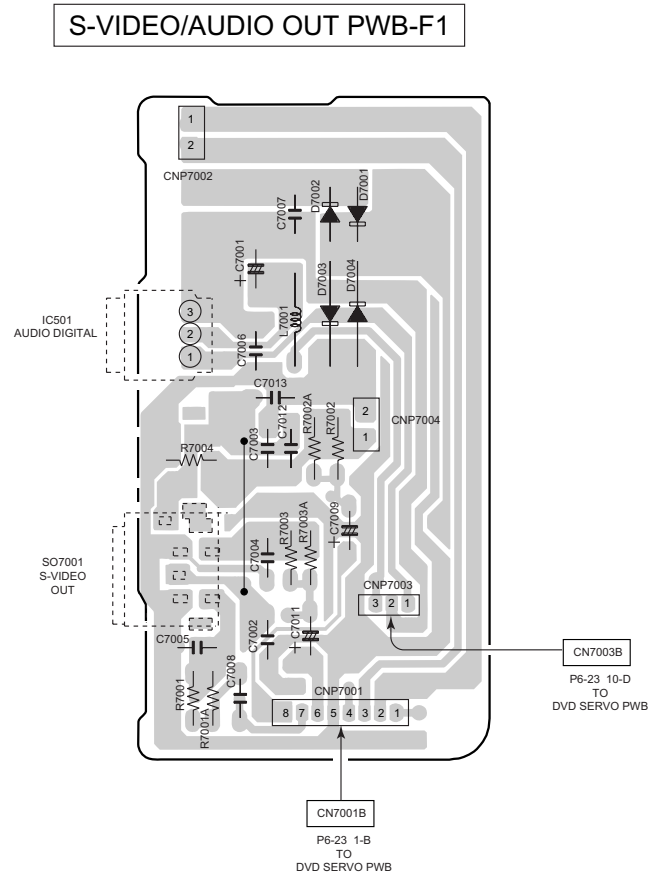 S-VIDEO/AUDIO OUT PWB-F1
1
2
CNP7002
C7007
D7002
D7001
C7001
+
D7003
D7004
L7001
IC501
AUDIO DIGITAL
3
2
1
C7006
C7013
R7002A
R7002
2
1
CNP7004
C7003
C7012
R7004
C7009
+
R7003
R7003A
C7004
SO7001
S-VIDEO
OUT
CNP7003
3 2 1
C7005
C7002
C7011
+
CN7003B
P6-23 10-D
TO
DVD SERVO PWB
R7001
R7001A
C7008
CNP7001
8 7 6 5 4 3 2 1
CN7001B
P6-23 1-B
TO
DVD SERVO PWB